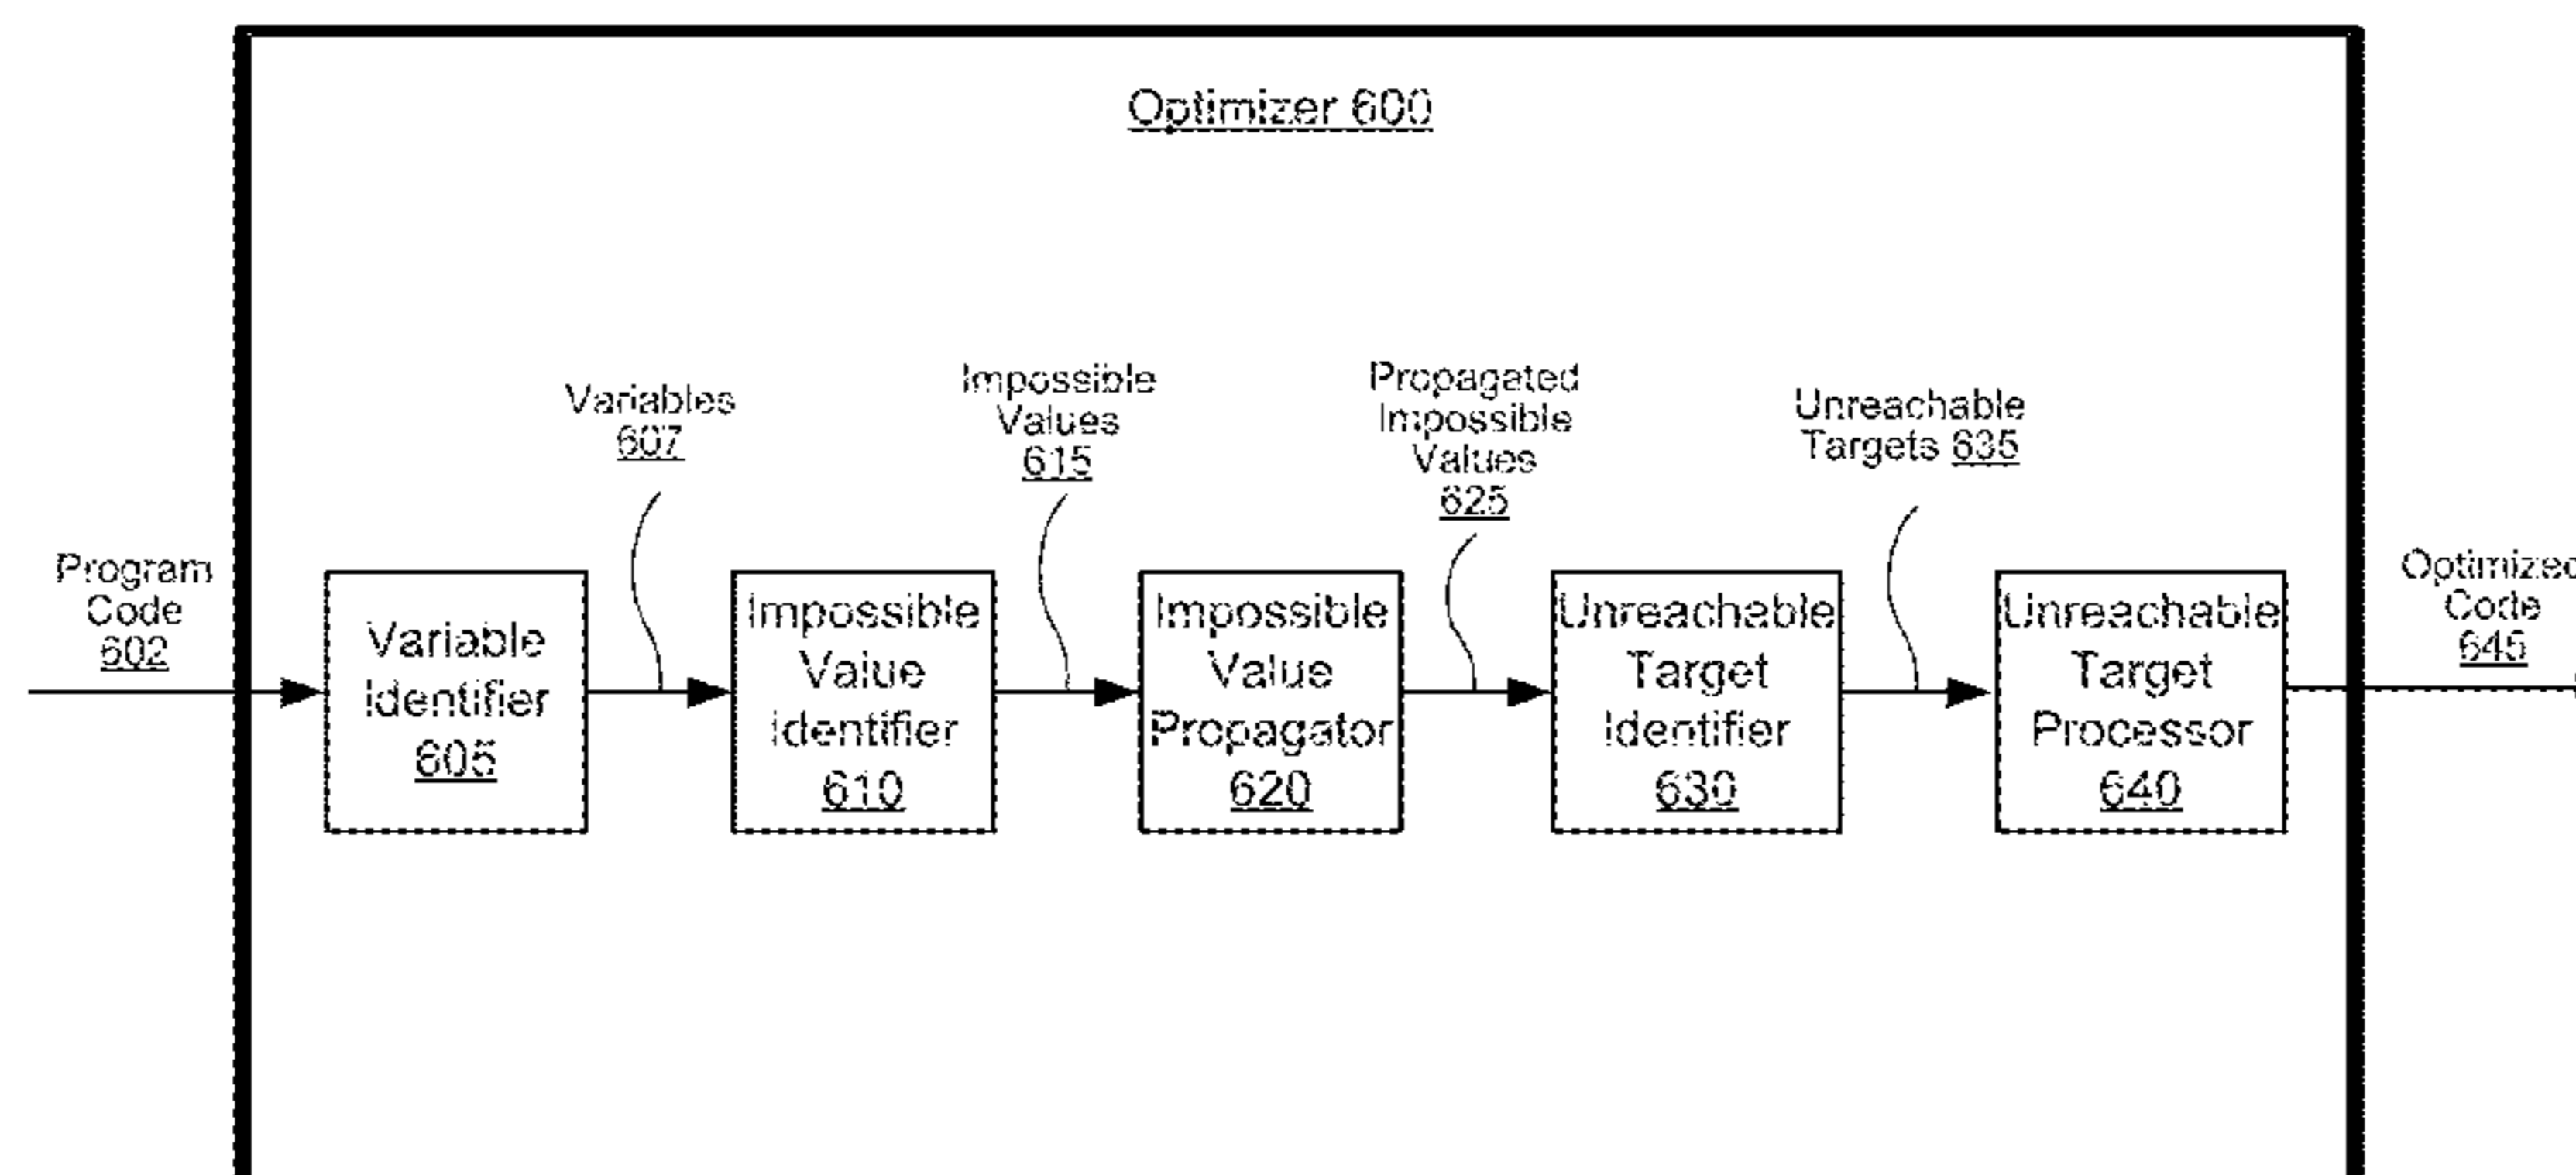 Optimizer 600
Variables
607
Impossible
Values
615
Propagated
Impossible
Values
625
Unreachable
Targets 635
Program
Code
602
Optimized
Code
645
Variable
Identifier
605
Impossible
Value
Identifier
610
Impossible
Value
Propagator
620
Unreachable
Target
Identifier
630
Unreachable
Target
Processor
640